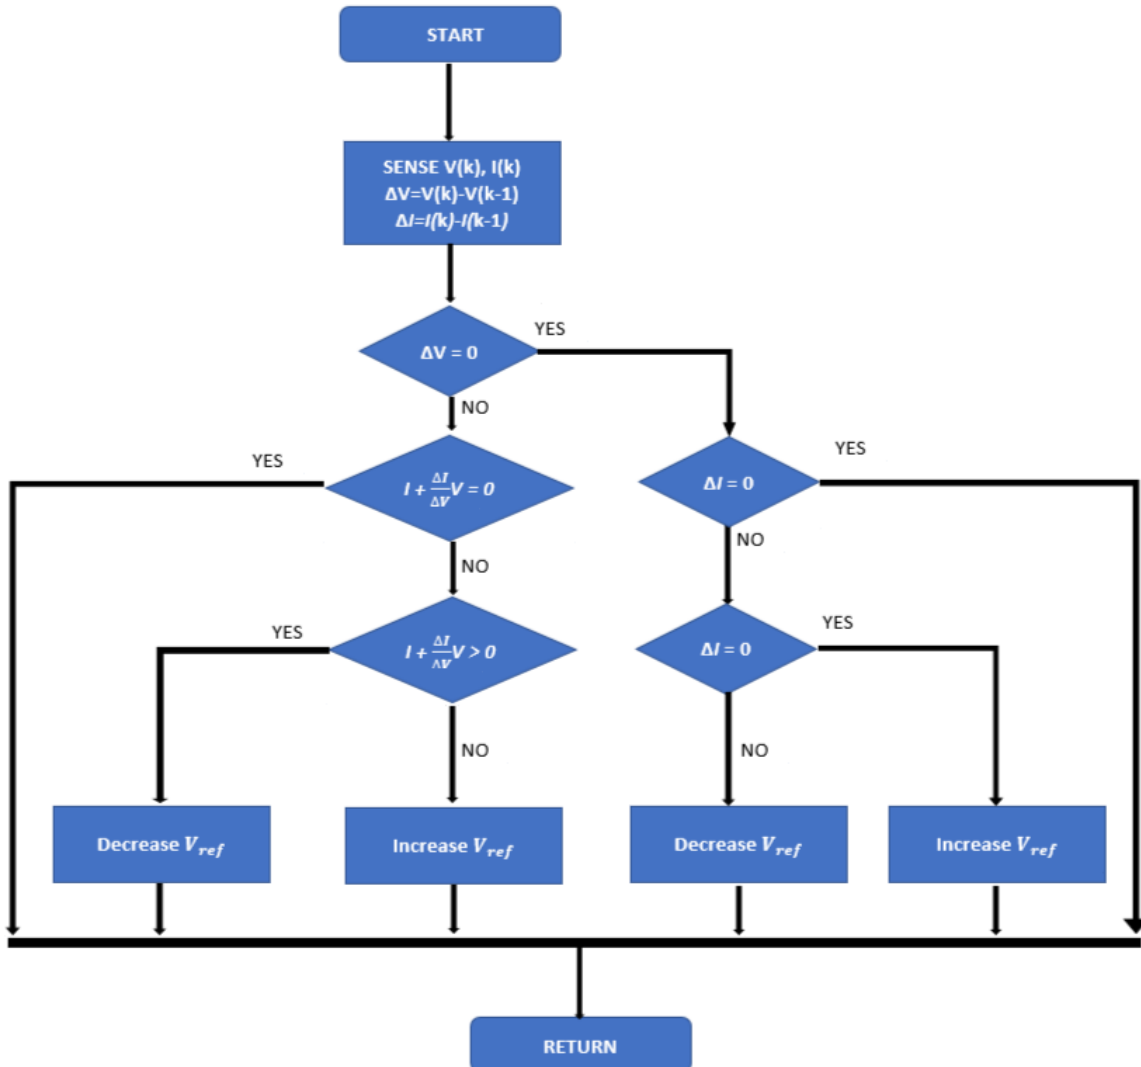 START
SENSE V(k), I(k)
ΔV=V(k)-V(k-1)
ΔI=I(k)-I(k-1)
ΔV = 0
YES
NO
YES
I + ΔI/ΔV V = 0
ΔI = 0
YES
NO
NO
YES
I + ΔI/ΛV V > 0
ΔI = 0
YES
NO
NO
Decrease V_ref
Increase V_ref
Decrease V_ref
Increase V_ref
RETURN